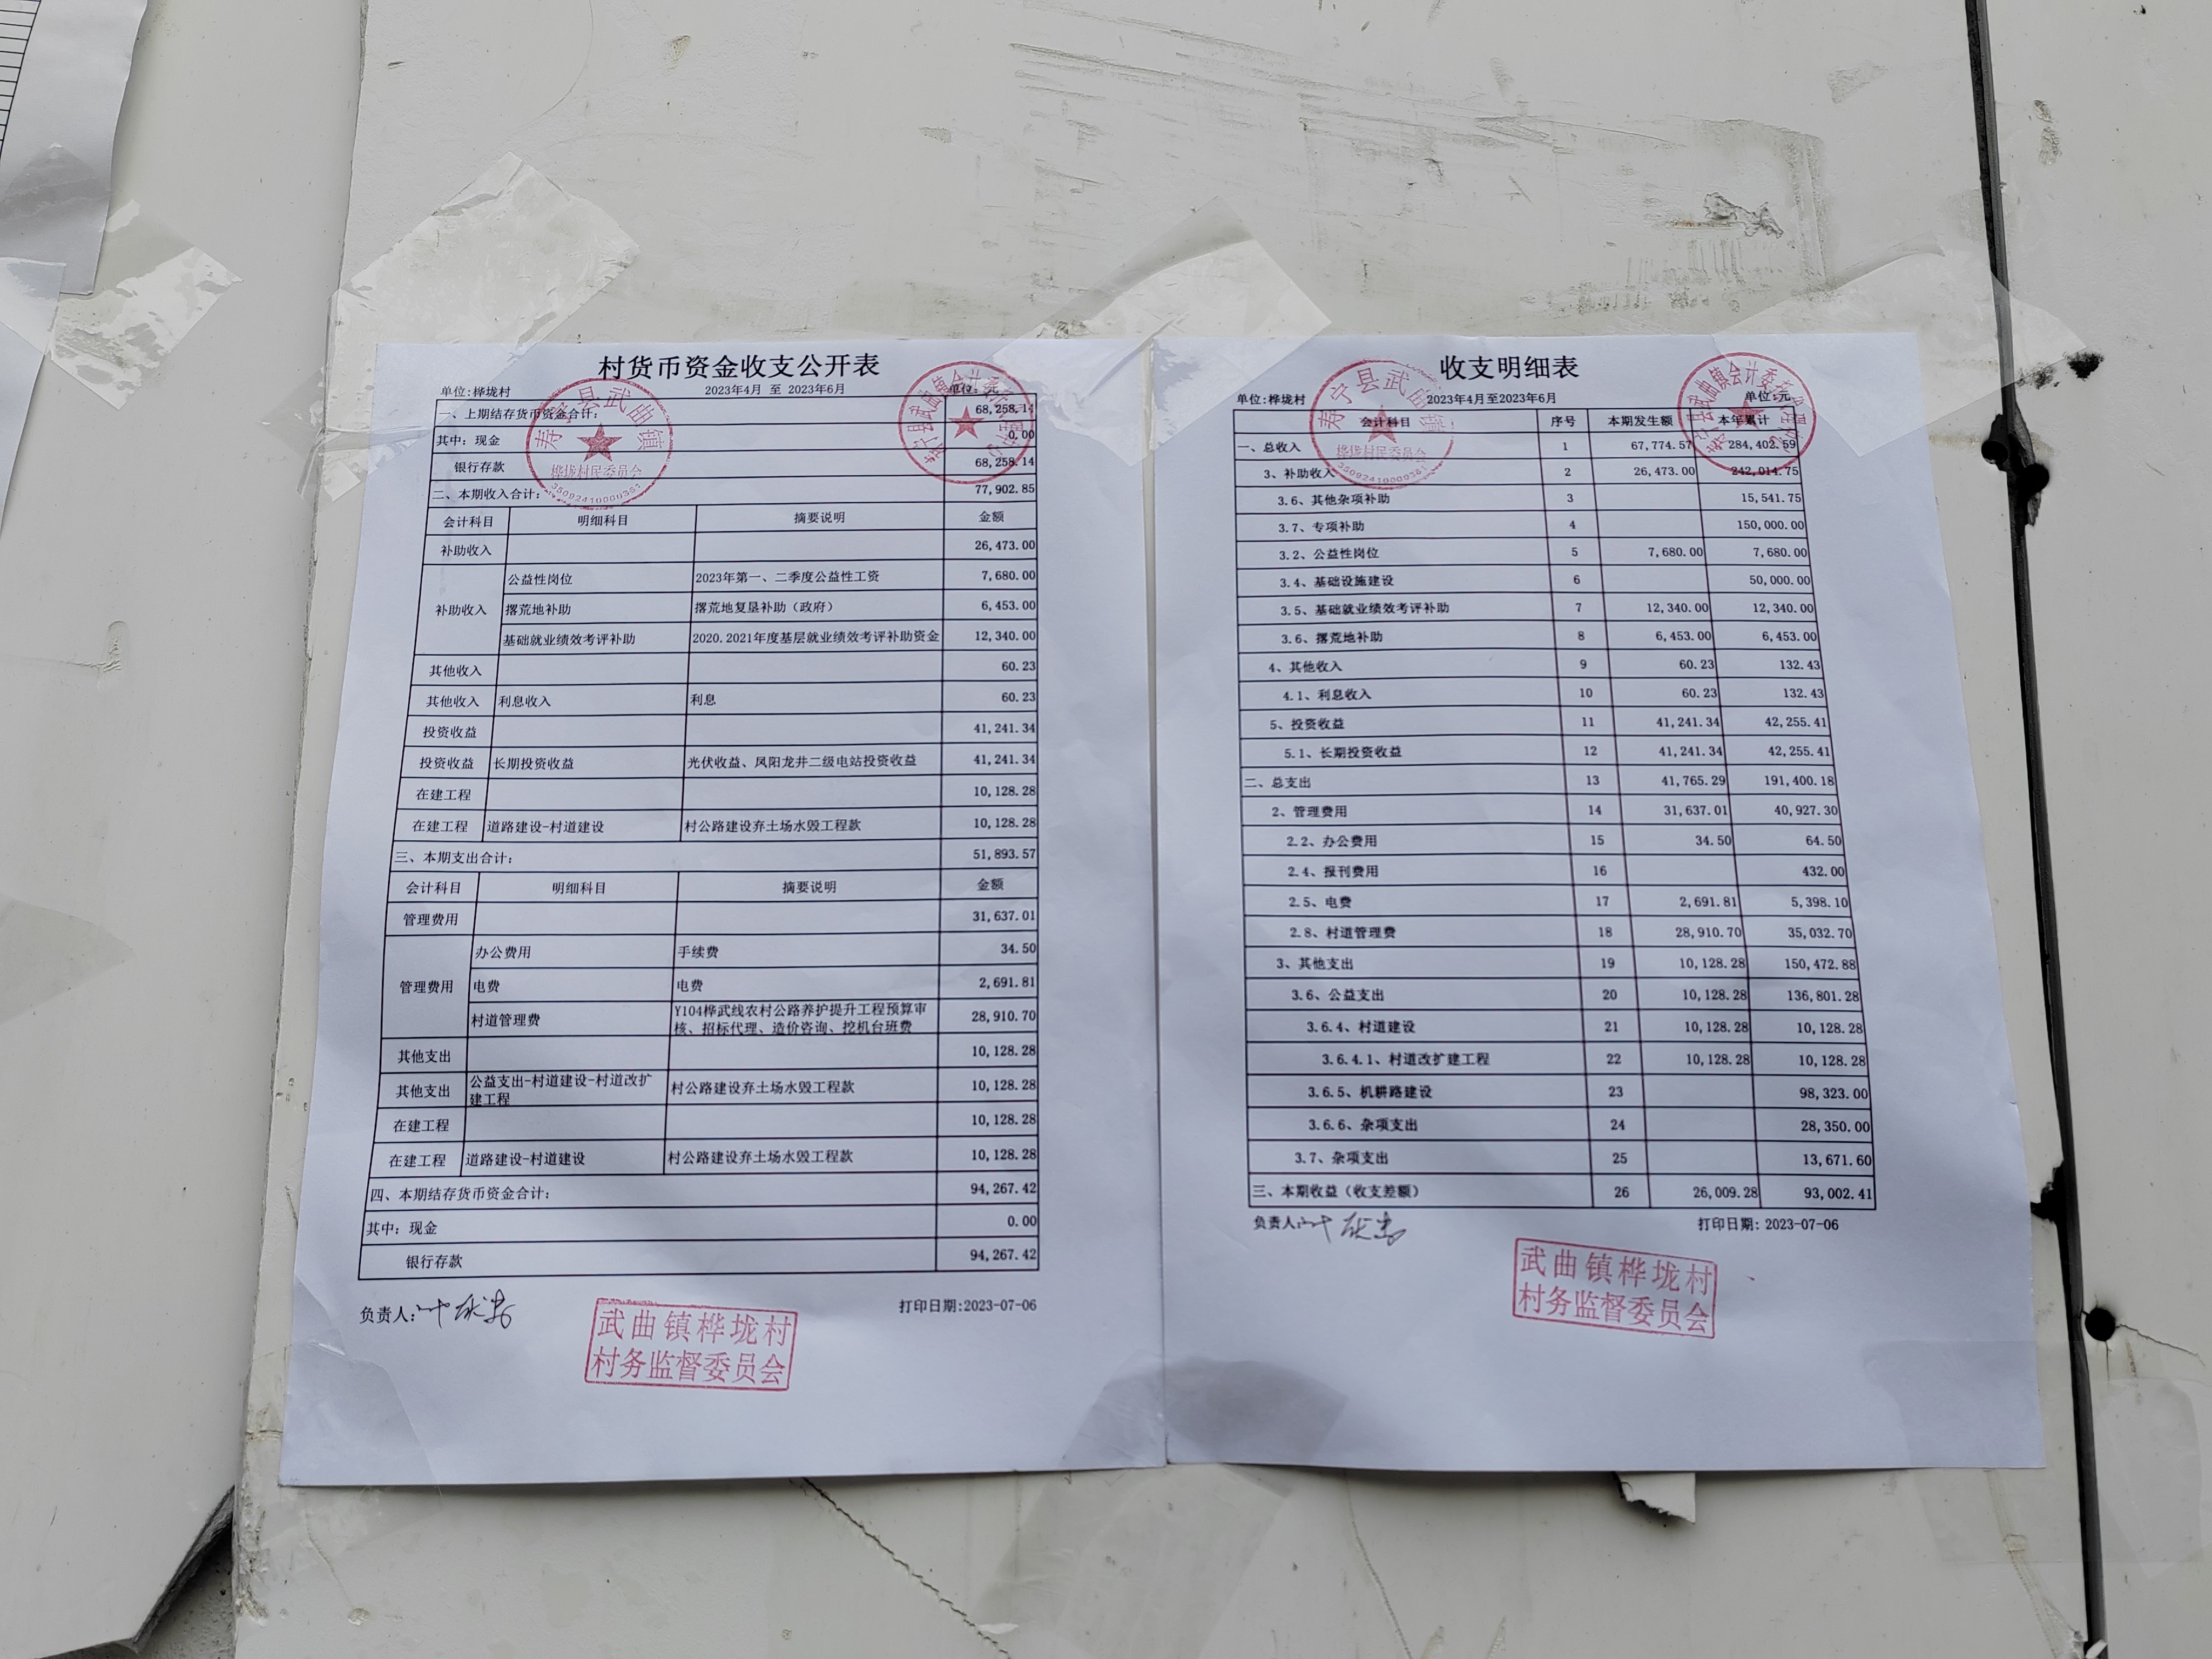 村货币资金收支公开表
单位:桦垅村 2023年4月 至 2023年6月 单位:
一、上期结存货币资金合计: 68,258.14
其中: 现金 0.00
银行存款 68,258.14
二、本期收入合计: 77,902.85
会计科目 明细科目 摘要说明 金额
补助收入 26,473.00
补助收入 公益性岗位 2023年第一、二季度公益性工资 7,680.00
撂荒地补助 撂荒地复垦补助（政府） 6,453.00
基础就业绩效考评补助 2020.2021年度基层就业绩效考评补助资金 12,340.00
其他收入 60.23
其他收入 利息收入 利息 60.23
投资收益 41,241.34
投资收益 长期投资收益 光伏收益、凤阳龙井二级电站投资收益 41,241.34
在建工程 10,128.28
在建工程 道路建设-村道建设 村公路建设弃土场水毁工程款 10,128.28
三、本期支出合计: 51,893.57
会计科目 明细科目 摘要说明 金额
管理费用 31,637.01
管理费用 办公费用 手续费 34.50
电费 电费 2,691.81
村道管理费 Y104桦武线农村公路养护提升工程预算审
核、招标代理、造价咨询、挖机台班费 28,910.70
其他支出 10,128.28
其他支出 公益支出-村道建设-村道改扩
建工程 村公路建设弃土场水毁工程款 10,128.28
在建工程 10,128.28
在建工程 道路建设-村道建设 村公路建设弃土场水毁工程款 10,128.28
四、本期结存货币资金合计: 94,267.42
其中: 现金 0.00
银行存款 94,267.42
负责人: 打印日期:2023-07-06
寿宁县武曲镇
桦垅村民委员会
35092410000361
武曲镇桦垅村
村务监督委员会
收支明细表
单位:桦垅村 2023年4月至2023年6月 单位:元
会计科目 序号 本期发生额 本年累计
一、总收入 1 67,774.57 284,402.59
3、补助收入 2 26,473.00 242,014.75
3.6、其他杂项补助 3 15,541.75
3.7、专项补助 4 150,000.00
3.2、公益性岗位 5 7,680.00 7,680.00
3.4、基础设施建设 6 50,000.00
3.5、基础就业绩效考评补助 7 12,340.00 12,340.00
3.6、撂荒地补助 8 6,453.00 6,453.00
4、其他收入 9 60.23 132.43
4.1、利息收入 10 60.23 132.43
5、投资收益 11 41,241.34 42,255.41
5.1、长期投资收益 12 41,241.34 42,255.41
二、总支出 13 41,765.29 191,400.18
2、管理费用 14 31,637.01 40,927.30
2.2、办公费用 15 34.50 64.50
2.4、报刊费用 16 432.00
2.5、电费 17 2,691.81 5,398.10
2.8、村道管理费 18 28,910.70 35,032.70
3、其他支出 19 10,128.28 150,472.88
3.6、公益支出 20 10,128.28 136,801.28
3.6.4、村道建设 21 10,128.28 10,128.28
3.6.4.1、村道改扩建工程 22 10,128.28 10,128.28
3.6.5、机耕路建设 23 98,323.00
3.6.6、杂项支出 24 28,350.00
3.7、杂项支出 25 13,671.60
三、本期收益（收支差额） 26 26,009.28 93,002.41
负责人: 打印日期: 2023-07-06
寿宁县武曲镇
桦垅村民委员会
35092410000361
武曲镇桦垅村
村务监督委员会